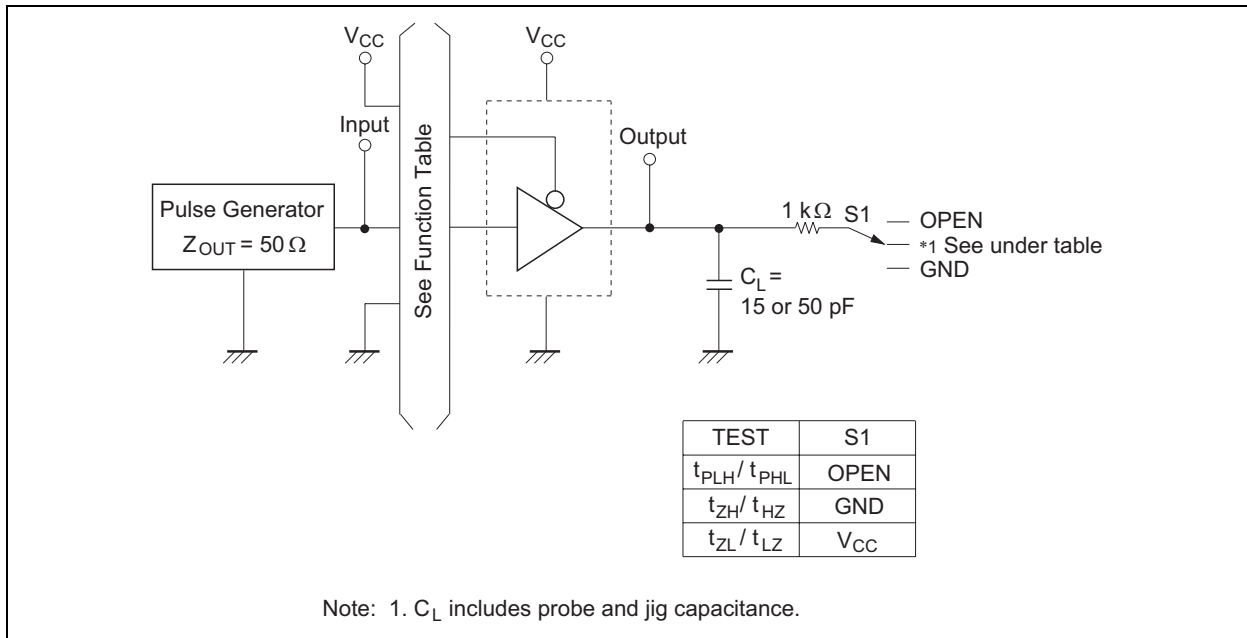 VCC
VCC
Input
Output
See Function Table
Pulse Generator
ZOUT = 50 Ω
1 kΩ
S1
OPEN
*1 See under table
GND
CL =
15 or 50 pF
TEST S1
tPLH / tPHL OPEN
tZH / tHZ GND
tZL / tLZ VCC
Note: 1. CL includes probe and jig capacitance.